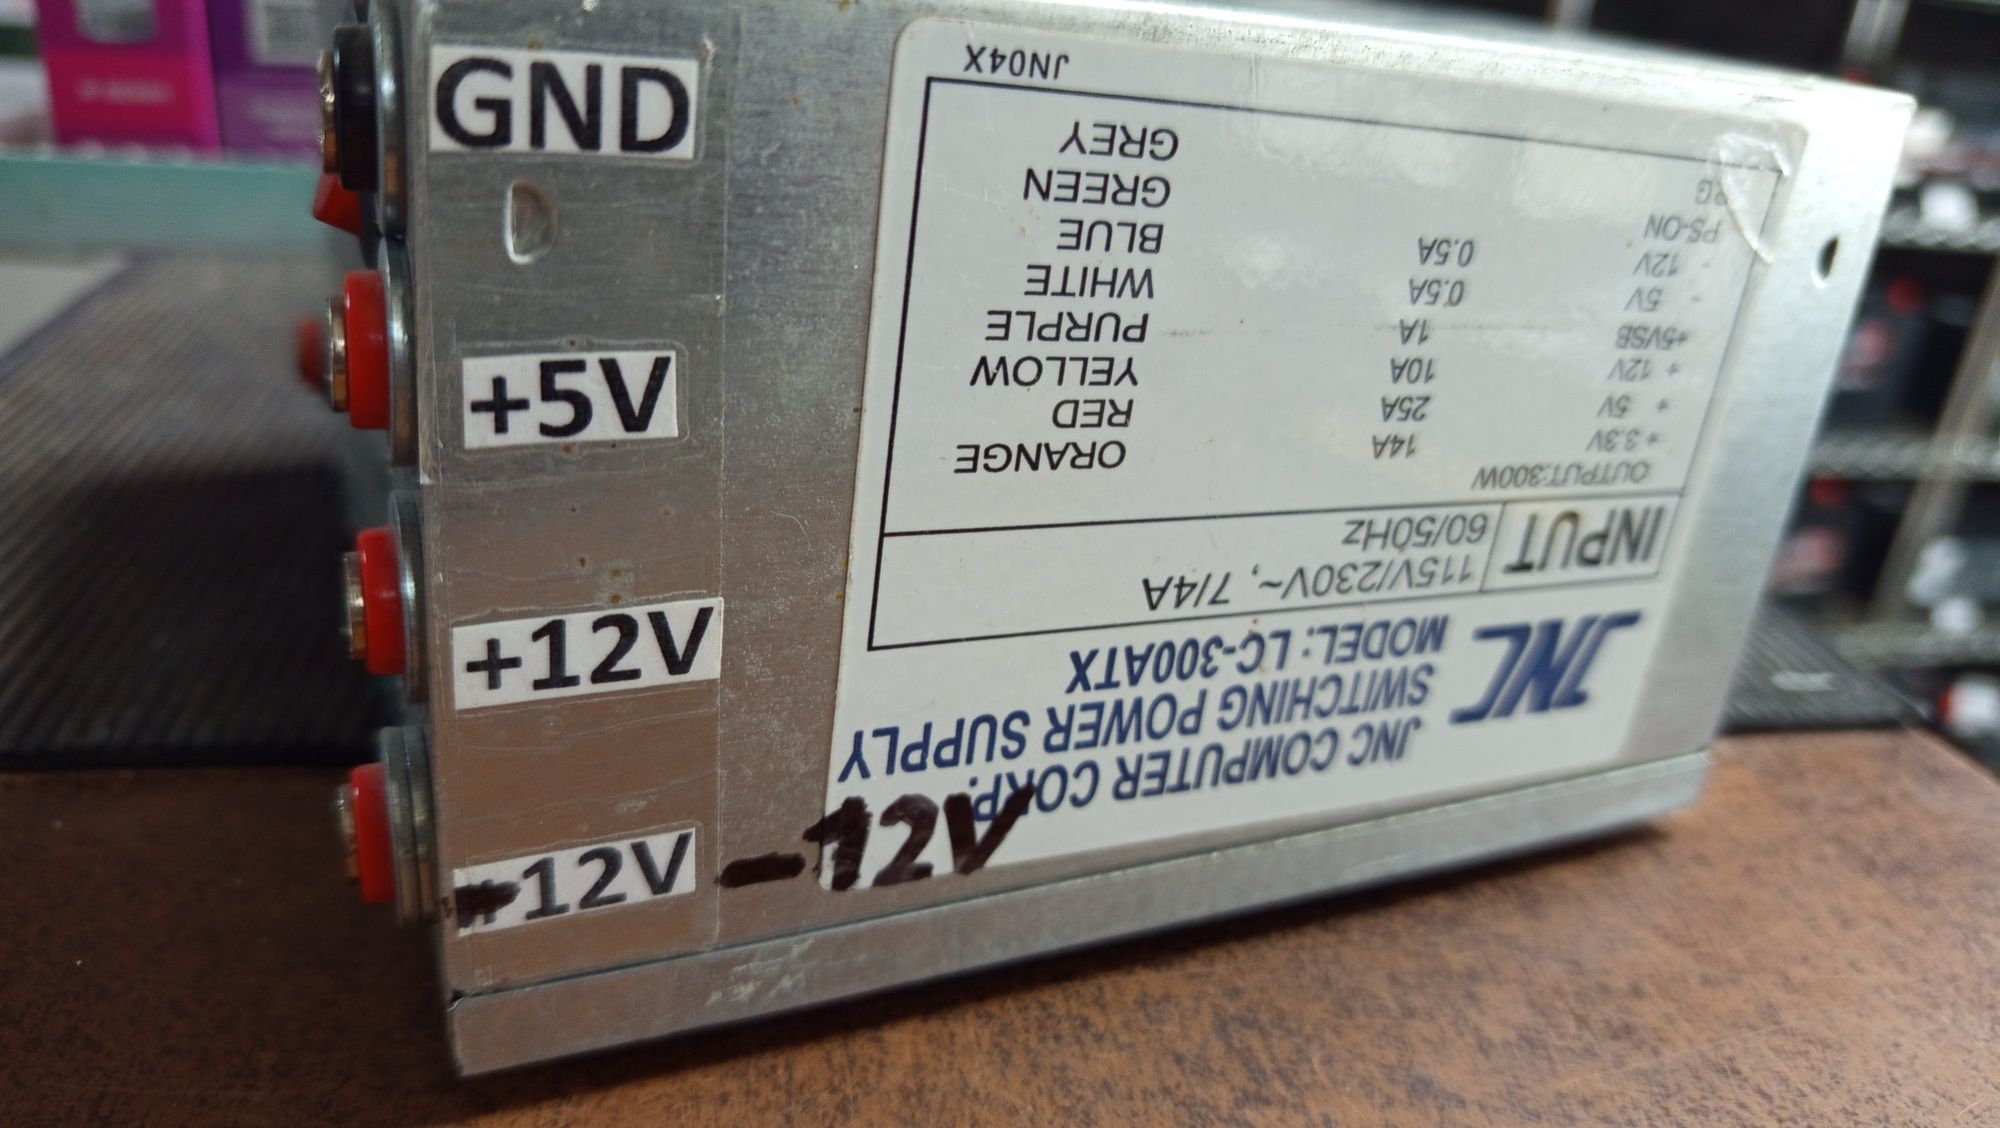 GND
+5V
+12V
12V
-12V
JNC COMPUTER CORP.
SWITCHING POWER SUPPLY
JNC
MODEL: LC-300ATX
INPUT
115V/230V~, 7/4A
60/50Hz
OUTPUT:300W
+ 3.3V 14A ORANGE
+ 5V 25A RED
+ 12V 10A YELLOW
+5VSB 1A PURPLE
- 5V 0.5A WHITE
- 12V 0.5A BLUE
PS-ON GREEN
GREY
JN04X